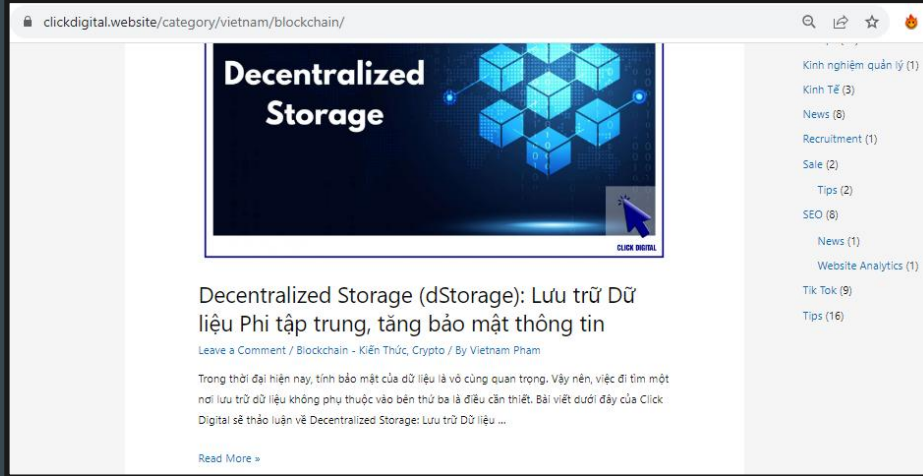 clickdigital.website/category/vietnam/blockchain/
Decentralized
Storage
CLICK DIGITAL
Decentralized Storage (dStorage): Lưu trữ Dữ
liệu Phi tập trung, tăng bảo mật thông tin
Leave a Comment / Blockchain - Kiến Thức, Crypto / By Vietnam Pham
Trong thời đại hiện nay, tính bảo mật của dữ liệu là vô cùng quan trọng. Vậy nên, việc đi tìm một
nơi lưu trữ dữ liệu không phụ thuộc vào bên thứ ba là điều cần thiết. Bài viết dưới đây của Click
Digital sẽ thảo luận về Decentralized Storage: Lưu trữ Dữ liệu ...
Read More »
Kinh nghiệm quản lý (1)
Kinh Tế (3)
News (8)
Recruitment (1)
Sale (2)
Tips (2)
SEO (8)
News (1)
Website Analytics (1)
Tik Tok (9)
Tips (16)